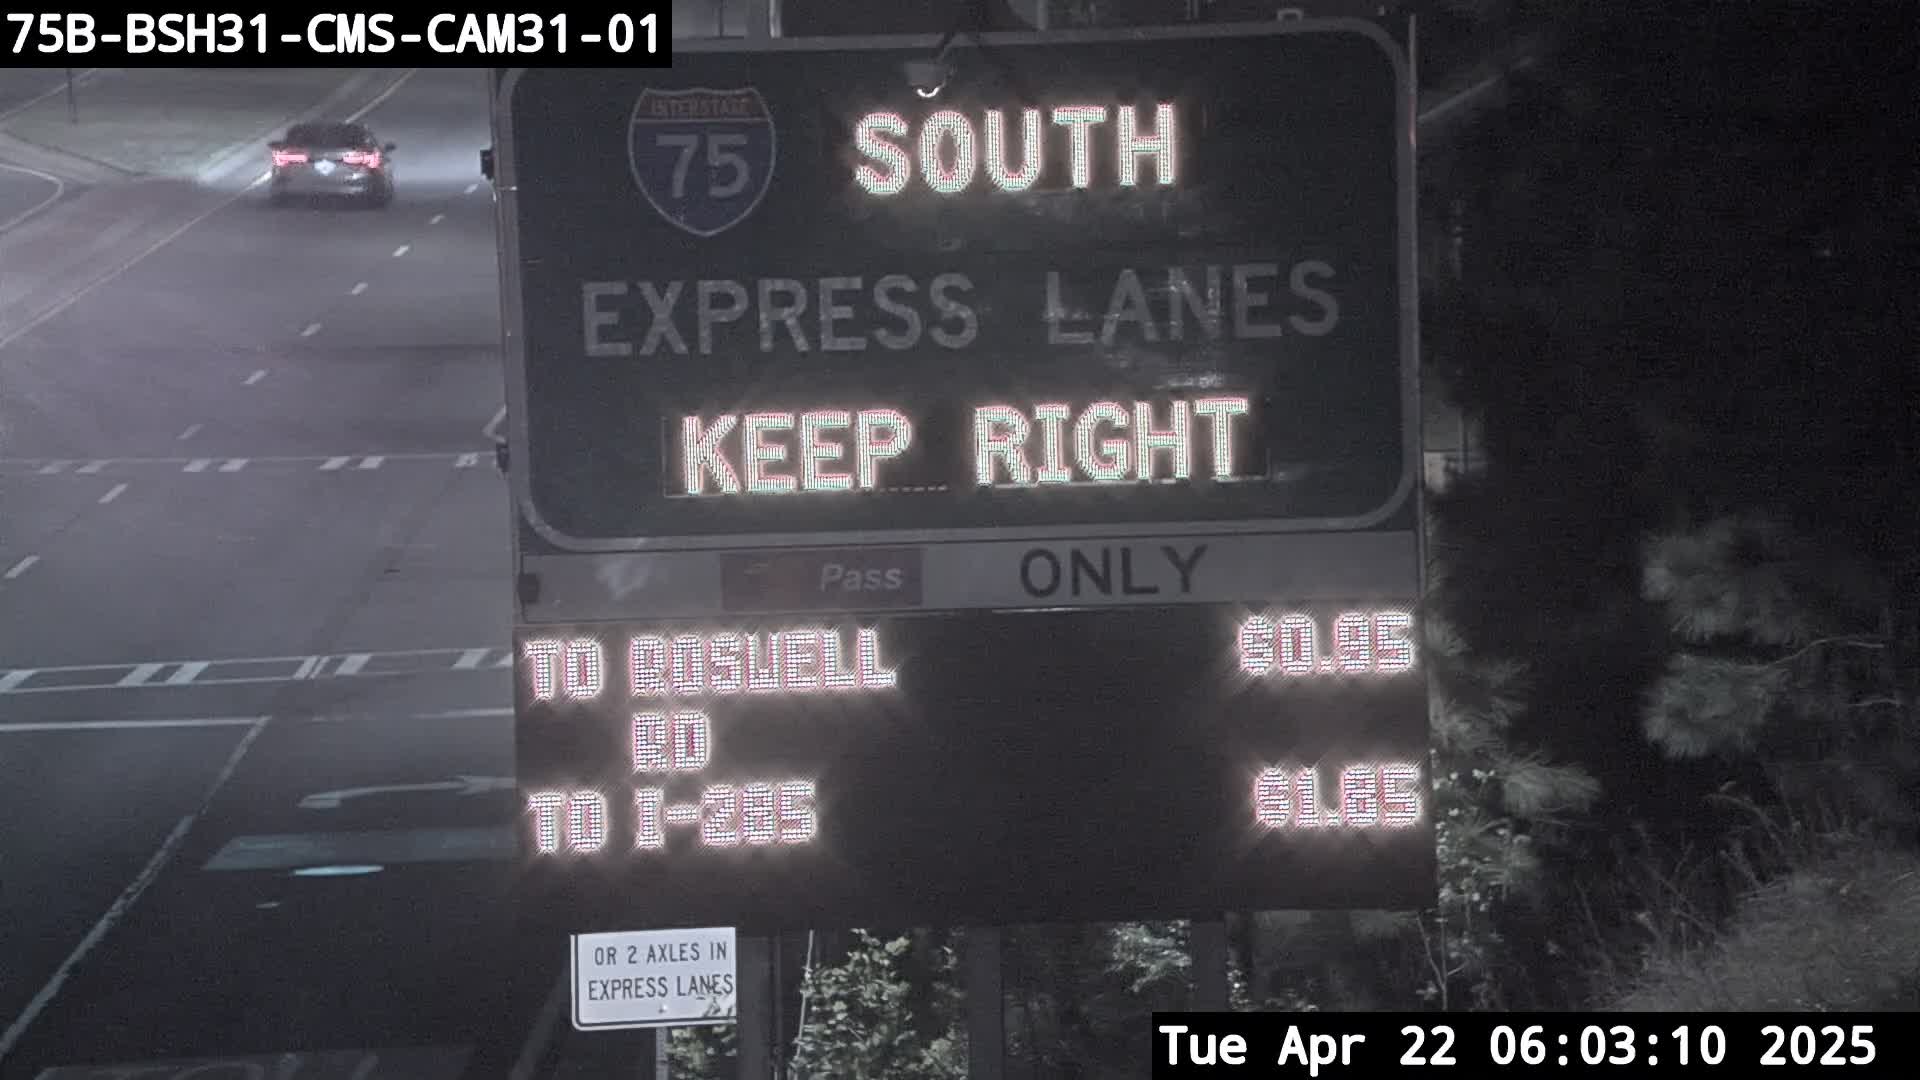 75B-BSH31-CMS-CAM31-01
INTERSTATE
75
SOUTH
EXPRESS LANES
KEEP RIGHT
Pass ONLY
TO ROSWELL $0.95
RD
TO I-285 $1.85
OR 2 AXLES IN
EXPRESS LANES
Tue Apr 22 06:03:10 2025